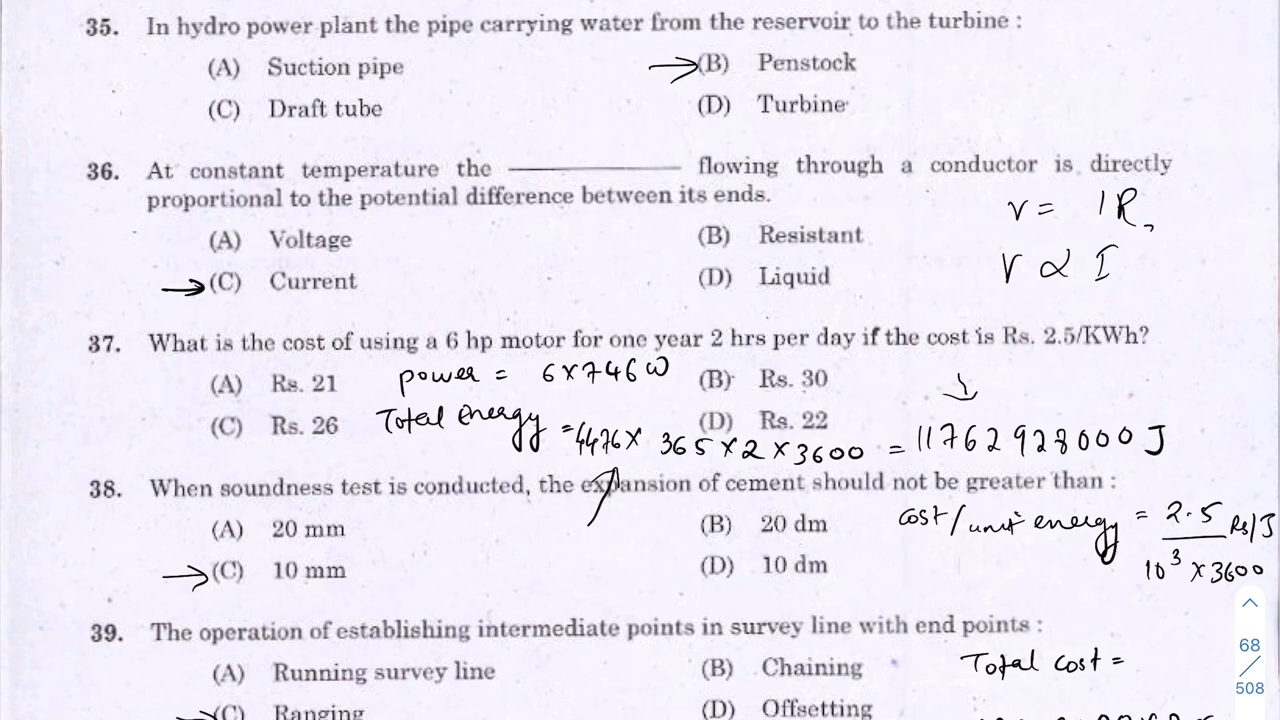 35. In hydro power plant the pipe carrying water from the reservoir to the turbine :
(A) Suction pipe (B) Penstock
(C) Draft tube (D) Turbine
36. At constant temperature the ____________ flowing through a conductor is directly
proportional to the potential difference between its ends.
V = IR,
(A) Voltage (B) Resistant
V ∝ I
(C) Current (D) Liquid
37. What is the cost of using a 6 hp motor for one year 2 hrs per day if the cost is Rs. 2.5/KWh?
(A) Rs. 21 power = 6 x 746 W (B) Rs. 30
(C) Rs. 26 Total Energy (D) Rs. 22
= 4476 x 365 x 2 x 3600 = 11762928000 J
38. When soundness test is conducted, the expansion of cement should not be greater than :
(A) 20 mm (B) 20 dm
cost/unit energy = 2.5 Rs/J
10³ x 3600
(C) 10 mm (D) 10 dm
39. The operation of establishing intermediate points in survey line with end points :
68
/
508
Total cost =
(A) Running survey line (B) Chaining
(C) Ranging (D) Offsetting